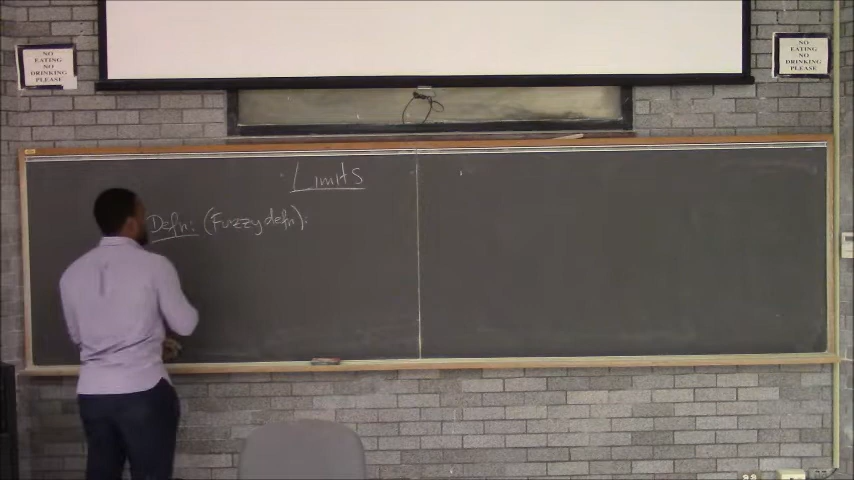 NO
EATING
NO
DRINKING
PLEASE
NO
EATING
NO
DRINKING
PLEASE
Limits
Defn: (Fuzzy defn):